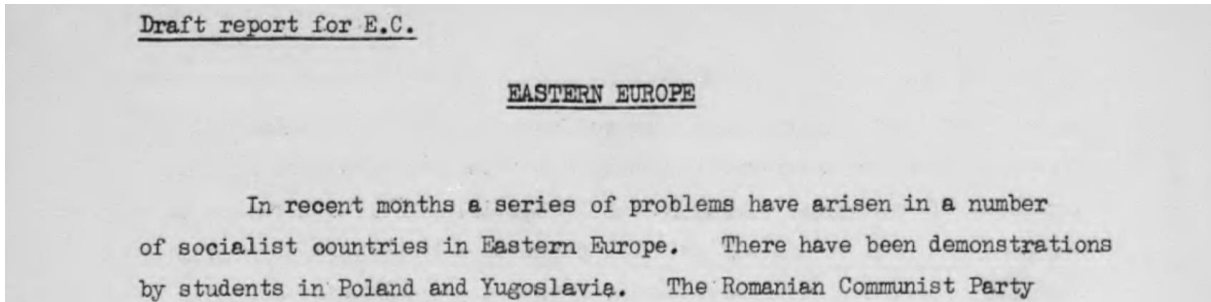 Draft report for E.C.
EASTERN EUROPE
In recent months a series of problems have arisen in a number
of socialist countries in Eastern Europe. There have been demonstrations
by students in Poland and Yugoslavia. The Romanian Communist Party